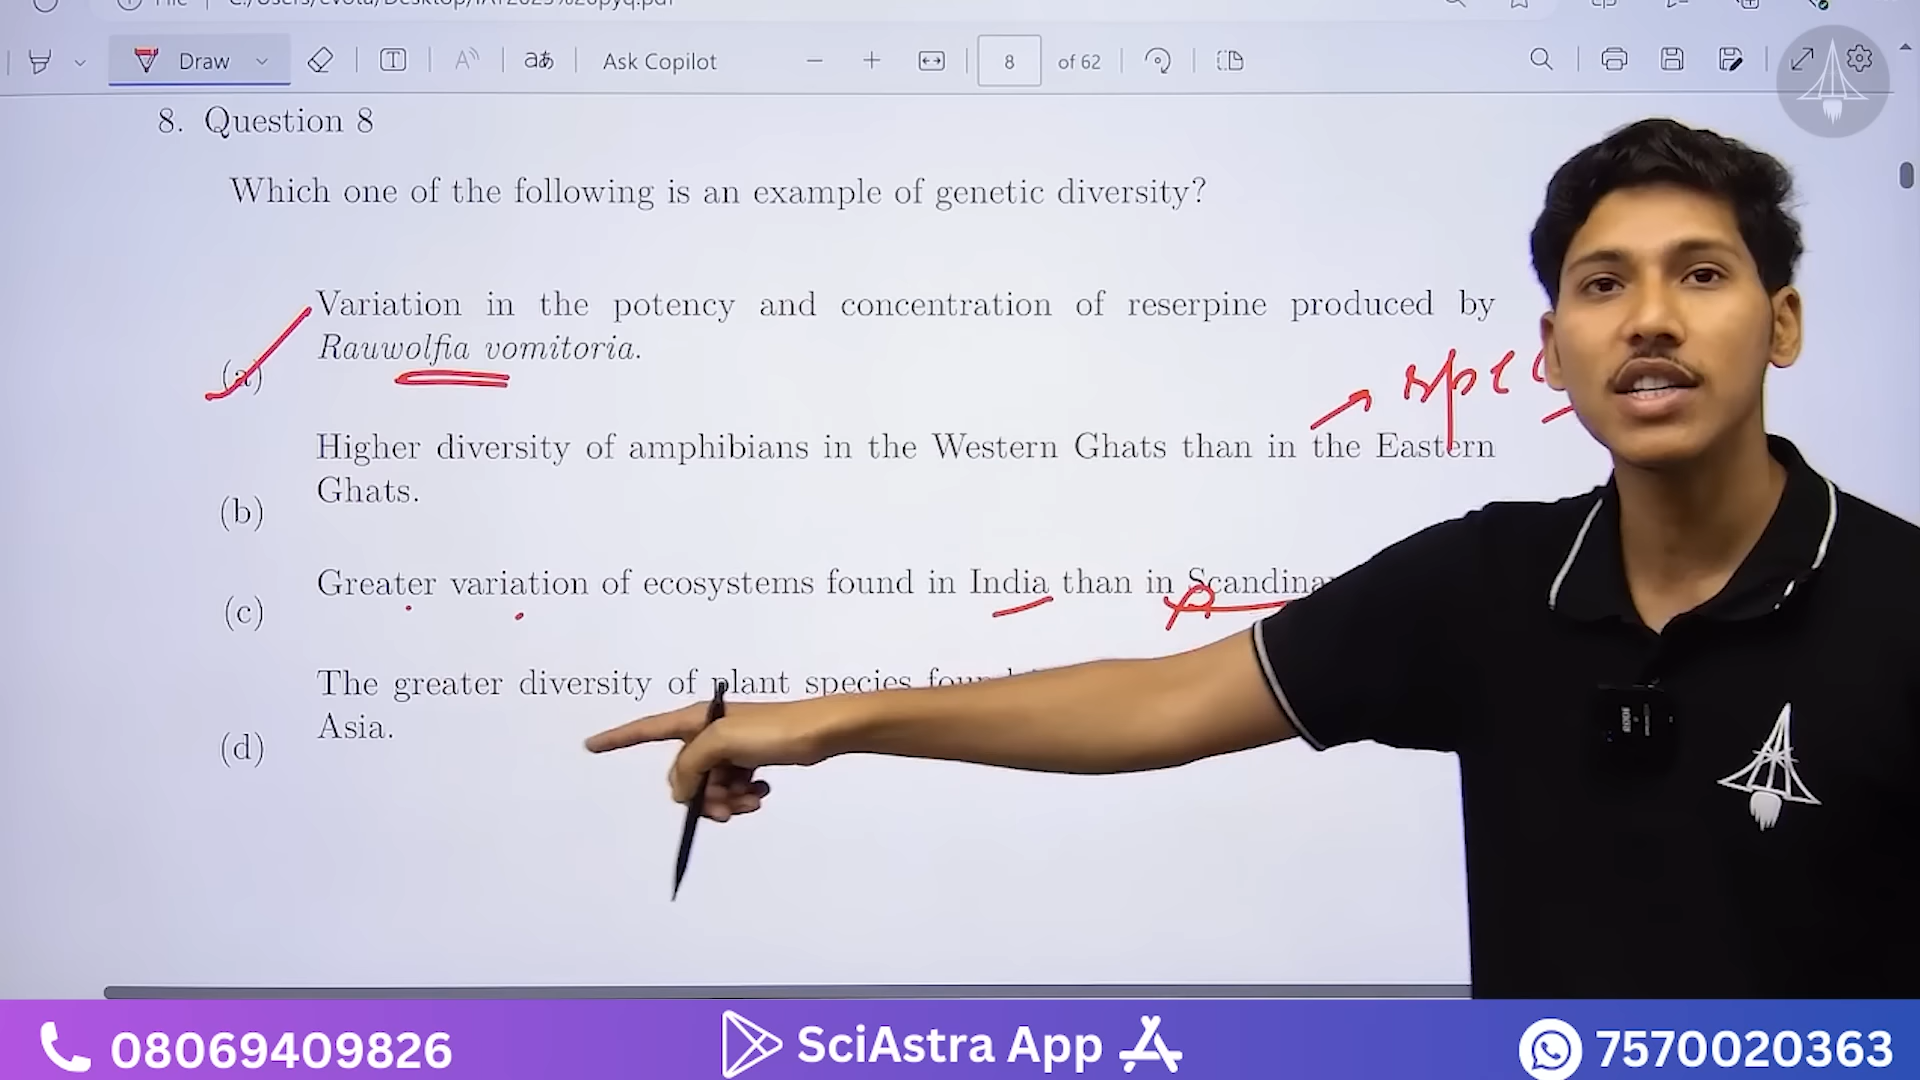 Draw
aあ
Ask Copilot
8
of 62
8. Question 8
Which one of the following is an example of genetic diversity?
Variation in the potency and concentration of reserpine produced by
Rauwolfia vomitoria.
(a)
Higher diversity of amphibians in the Western Ghats than in the Eastern
Ghats.
(b)
Greater variation of ecosystems found in India than in
(c)
The greater diversity of plant species
Asia.
(d)
08069409826
SciAstra App
7570020363